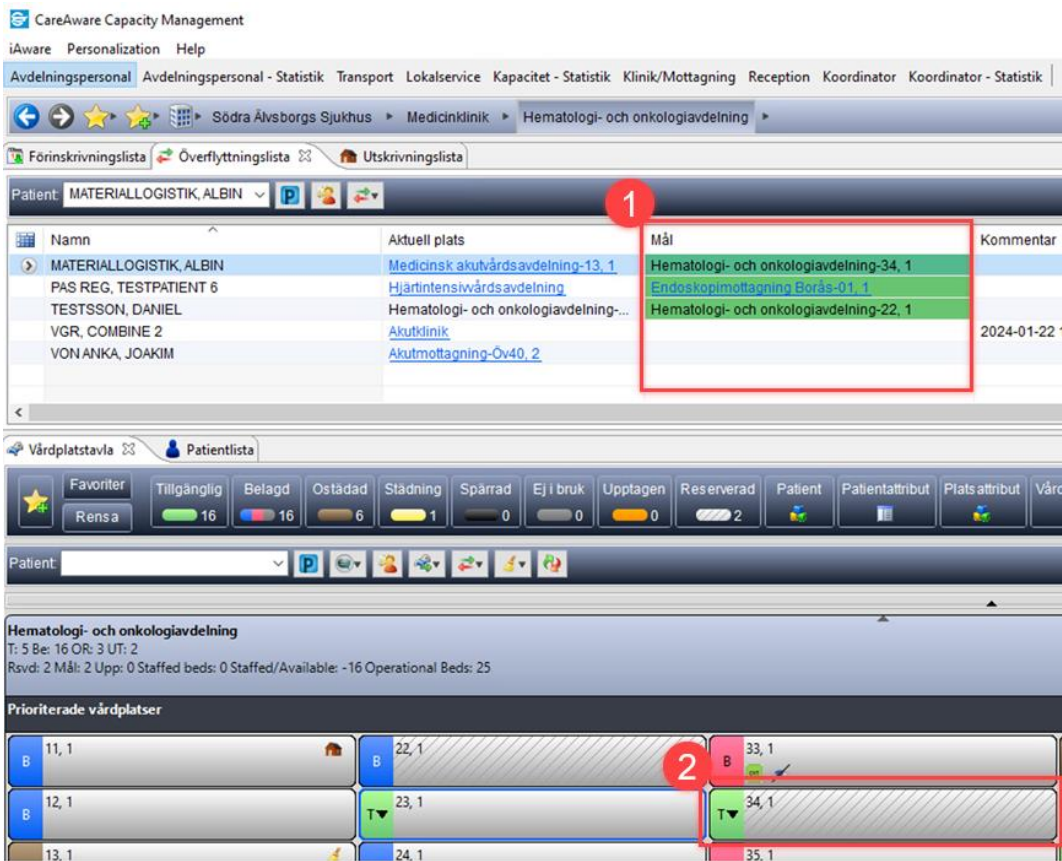 CareAware Capacity Management
iAware Personalization Help
Avdelningspersonal Avdelningspersonal - Statistik Transport Lokalservice Kapacitet - Statistik Klinik/Mottagning Reception Koordinator Koordinator - Statistik
Södra Älvsborgs Sjukhus Medicinklinik Hematologi- och onkologiavdelning
Förinskrivningslista Överflyttningslista Utskrivningslista
Patient: MATERIALLOGISTIK, ALBIN P
1
Namn Aktuell plats Mål Kommentar
MATERIALLOGISTIK, ALBIN Medicinsk akutvårdsavdelning-13, 1 Hematologi- och onkologiavdelning-34, 1
PAS REG, TESTPATIENT 6 Hjärtintensivvårdsavdelning Endoskopimottagning Borås-01, 1
TESTSSON, DANIEL Hematologi- och onkologiavdelning-... Hematologi- och onkologiavdelning-22, 1
VGR, COMBINE 2 Akutklinik 2024-01-22
VON ANKA, JOAKIM Akutmottagning-Öv40, 2
Vårdplatstavla Patientlista
Favoriter Tillgänglig Belagd Ostädad Städning Spärrad Ej i bruk Upptagen Reserverad Patient Patientattribut Platsattribut Vård
Rensa 16 16 6 1 0 0 0 2
Patient: P
Hematologi- och onkologiavdelning
T: 5 Be: 16 OR: 3 UT: 2
Rsvd: 2 Mål: 2 Upp: 0 Staffed beds: 0 Staffed/Available: -16 Operational Beds: 25
Prioriterade vårdplatser
B 11, 1 B 22, 1 B 33, 1
2
B 12, 1 T 23, 1 T 34, 1
13, 1 24, 1 35, 1